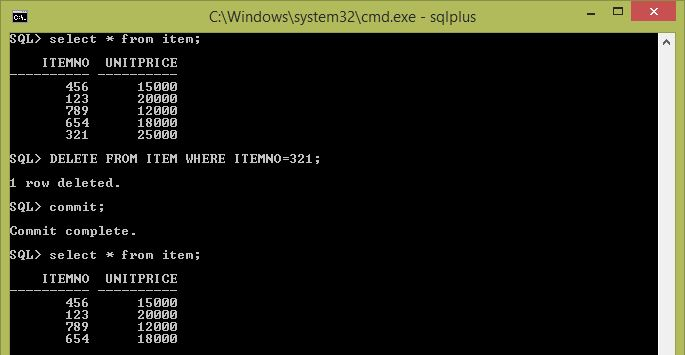 C:\Windows\system32\cmd.exe - sqlplus
SQL> select * from item;
ITEMNO UNITPRICE
---------- ----------
456 15000
123 20000
789 12000
654 18000
321 25000
SQL> DELETE FROM ITEM WHERE ITEMNO=321;
1 row deleted.
SQL> commit;
Commit complete.
SQL> select * from item;
ITEMNO UNITPRICE
---------- ----------
456 15000
123 20000
789 12000
654 18000